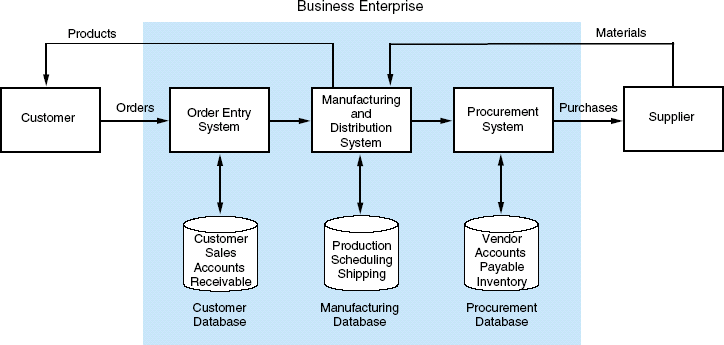 Business Enterprise
Products
Materials
Customer
Orders
Order Entry
System
Manufacturing
and
Distribution
System
Procurement
System
Purchases
Supplier
Customer
Sales
Accounts
Receivable
Production
Scheduling
Shipping
Vendor
Accounts
Payable
Inventory
Customer
Database
Manufacturing
Database
Procurement
Database